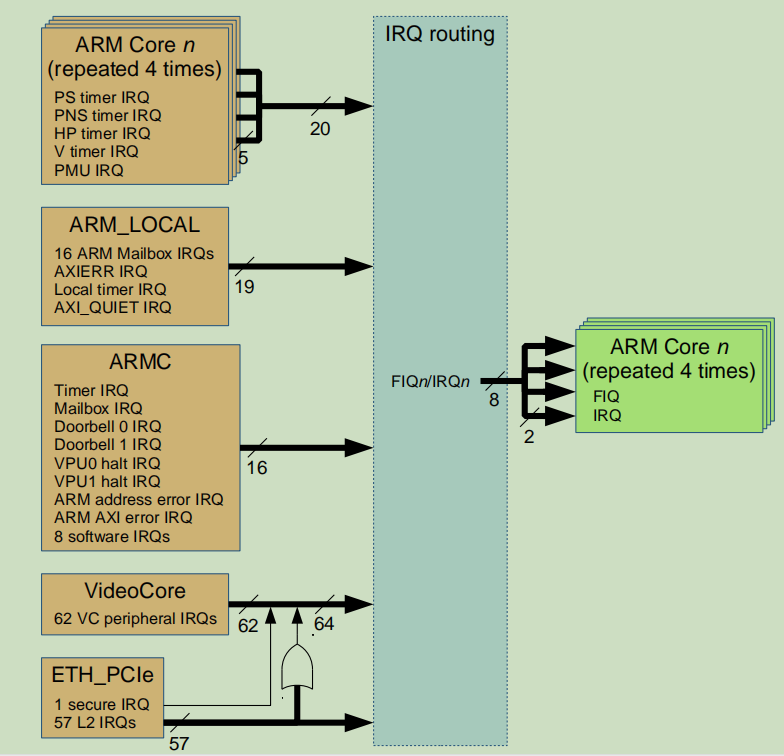 ARM Core n
(repeated 4 times)
PS timer IRQ
PNS timer IRQ
HP timer IRQ
V timer IRQ
PMU IRQ
5
20
IRQ routing
ARM_LOCAL
16 ARM Mailbox IRQs
AXIERR IRQ
Local timer IRQ
AXI_QUIET IRQ
19
ARMC
Timer IRQ
Mailbox IRQ
Doorbell 0 IRQ
Doorbell 1 IRQ
VPU0 halt IRQ
VPU1 halt IRQ
ARM address error IRQ
ARM AXI error IRQ
8 software IRQs
16
FIQn/IRQn
8
2
ARM Core n
(repeated 4 times)
FIQ
IRQ
VideoCore
62 VC peripheral IRQs
62
64
ETH_PCIe
1 secure IRQ
57 L2 IRQs
57